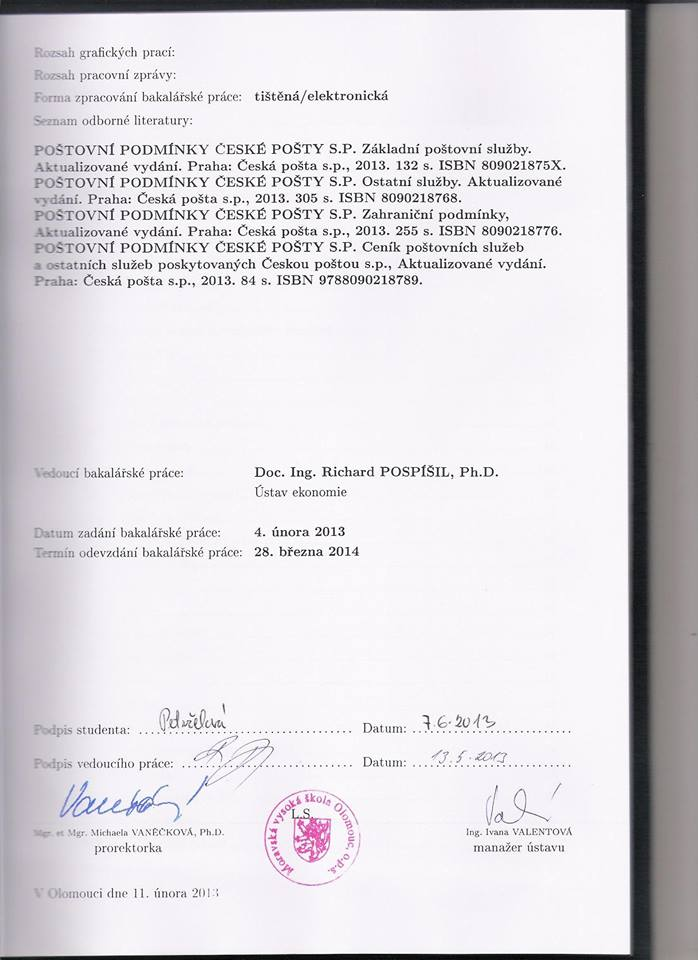 Rozsah grafických prací:
Rozsah pracovní zprávy:
Forma zpracování bakalářské práce: tištěná/elektronická
Seznam odborné literatury:
POŠTOVNÍ PODMÍNKY ČESKÉ POŠTY S.P. Základní poštovní služby.
Aktualizované vydání. Praha: Česká pošta s.p., 2013. 132 s. ISBN 809021875X.
POŠTOVNÍ PODMÍNKY ČESKÉ POŠTY S.P. Ostatní služby. Aktualizované
vydání. Praha: Česká pošta s.p., 2013. 305 s. ISBN 8090218768.
POŠTOVNÍ PODMÍNKY ČESKÉ POŠTY S.P. Zahraniční podmínky,
Aktualizované vydání. Praha: Česká pošta s.p., 2013. 255 s. ISBN 8090218776.
POŠTOVNÍ PODMÍNKY ČESKÉ POŠTY S.P. Ceník poštovních služeb
a ostatních služeb poskytovaných Českou poštou s.p., Aktualizované vydání.
Praha: Česká pošta s.p., 2013. 84 s. ISBN 9788090218789.
Vedoucí bakalářské práce: Doc. Ing. Richard POSPÍŠIL, Ph.D.
Ústav ekonomie
Datum zadání bakalářské práce: 4. února 2013
Termín odevzdání bakalářské práce: 28. března 2014
Podpis studenta: Datum: 7.6.2013
Podpis vedoucího práce: Datum: 13.5.2013
L.S.
Moravská vysoká škola Olomouc, o.p.s.
Mgr. et Mgr. Michaela VANĚČKOVÁ, Ph.D. Ing. Ivana VALENTOVÁ
prorektorka manažer ústavu
V Olomouci dne 11. února 2013